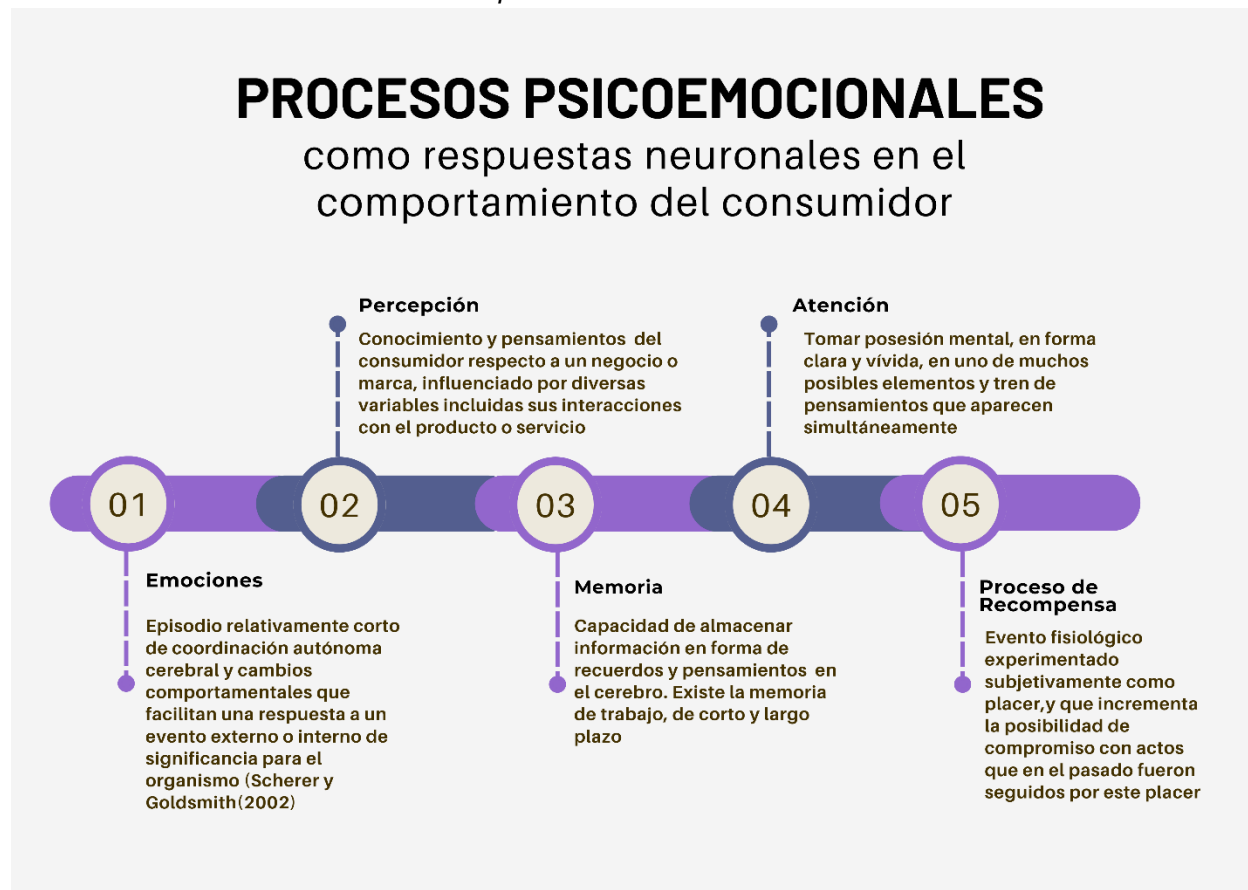 PROCESOS PSICOEMOCIONALES
como respuestas neuronales en el
comportamiento del consumidor
Percepción
Conocimiento y pensamientos del
consumidor respecto a un negocio o
marca, influenciado por diversas
variables incluidas sus interacciones
con el producto o servicio
Atención
Tomar posesión mental, en forma
clara y vívida, en uno de muchos
posibles elementos y tren de
pensamientos que aparecen
simultáneamente
01
02
03
04
05
Emociones
Episodio relativamente corto
de coordinación autónoma
cerebral y cambios
comportamentales que
facilitan una respuesta a un
evento externo o interno de
significancia para el
organismo (Scherer y
Goldsmith(2002)
Memoria
Capacidad de almacenar
información en forma de
recuerdos y pensamientos en
el cerebro. Existe la memoria
de trabajo, de corto y largo
plazo
Proceso de
Recompensa
Evento fisiológico
experimentado
subjetivamente como
placer,y que incrementa
la posibilidad de
compromiso con actos
que en el pasado fueron
seguidos por este placer